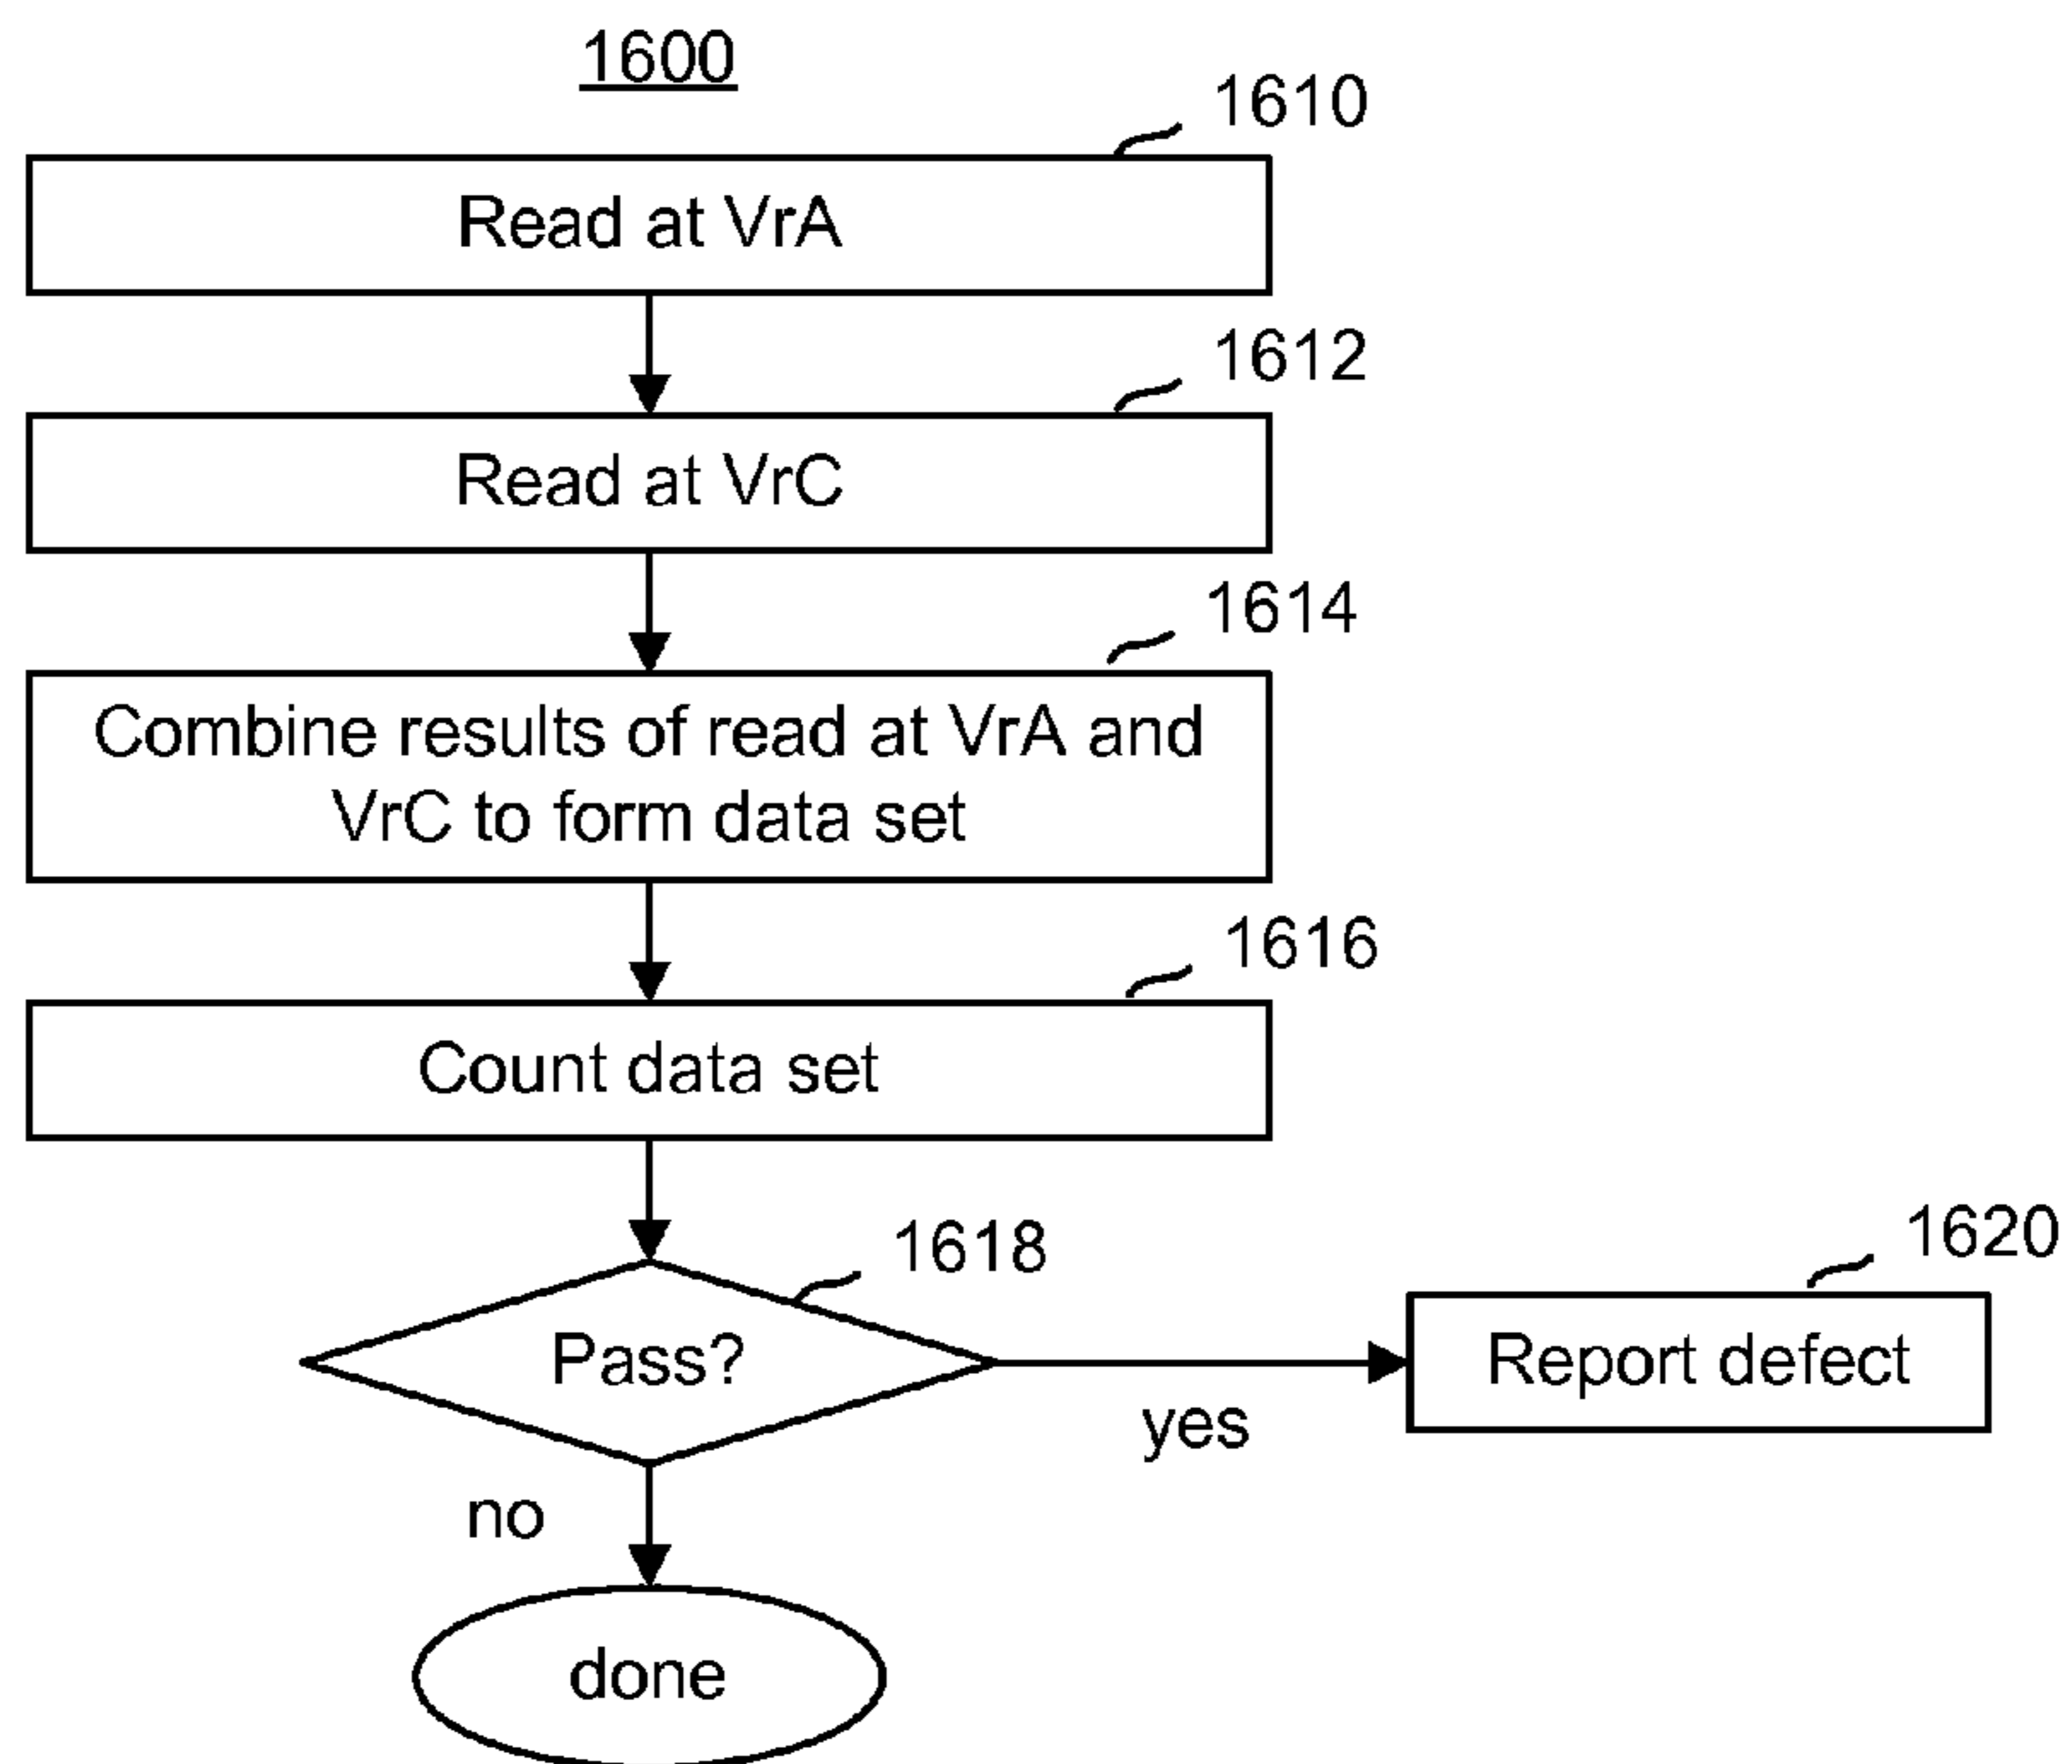 1600
1610
Read at VrA
1612
Read at VrC
1614
Combine results of read at VrA and
VrC to form data set
1616
Count data set
1618
Pass?
yes
1620
Report defect
no
done